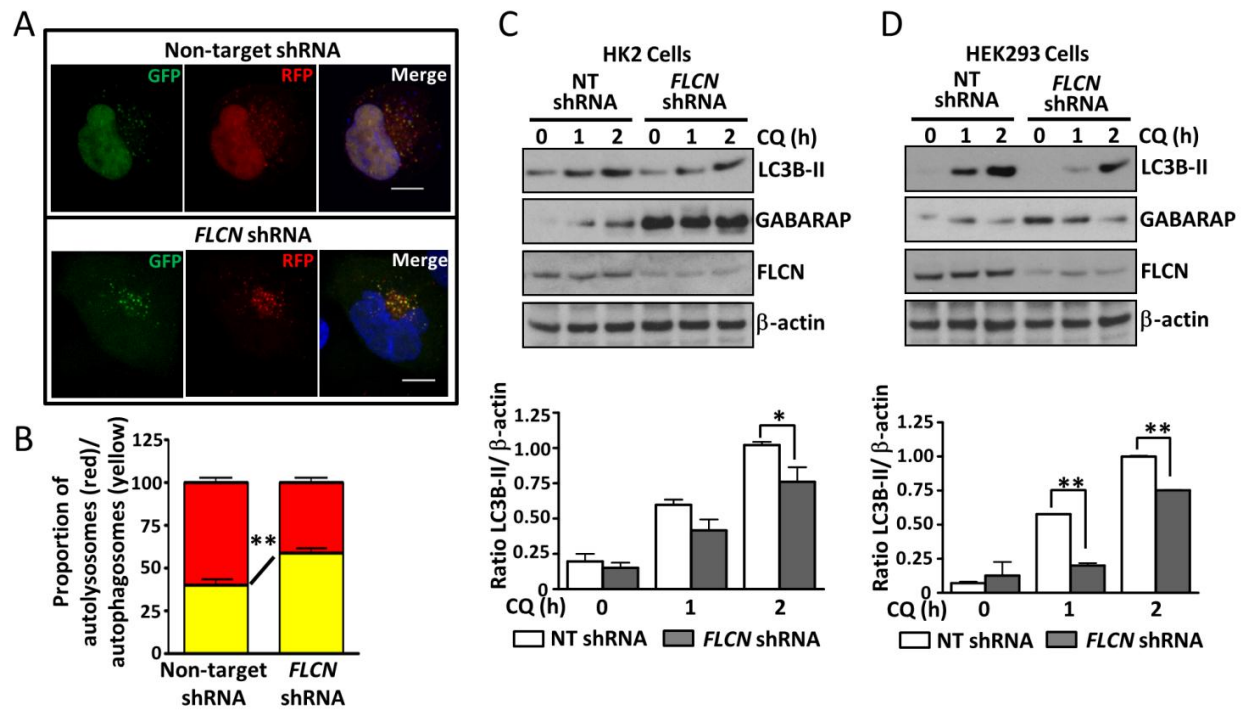 A
Non-target shRNA
GFP
RFP
Merge
FLCN shRNA
GFP
RFP
Merge
B
Proportion of
autolysosomes (red)/
autophagosomes (yellow)
125
100
75
50
25
0
**
Non-target
shRNA
FLCN
shRNA
C
HK2 Cells
NT
shRNA
FLCN
shRNA
0 1 2 0 1 2 CQ (h)
LC3B-II
GABARAP
FLCN
β-actin
Ratio LC3B-II/ β-actin
1.25
1.00
0.75
0.50
0.25
0
*
CQ (h) 0 1 2
NT shRNA FLCN shRNA
D
HEK293 Cells
NT
shRNA
FLCN
shRNA
0 1 2 0 1 2 CQ (h)
LC3B-II
GABARAP
FLCN
β-actin
Ratio LC3B-II/ β-actin
1.25
1.00
0.75
0.50
0.25
0
**
**
CQ (h) 0 1 2
NT shRNA FLCN shRNA